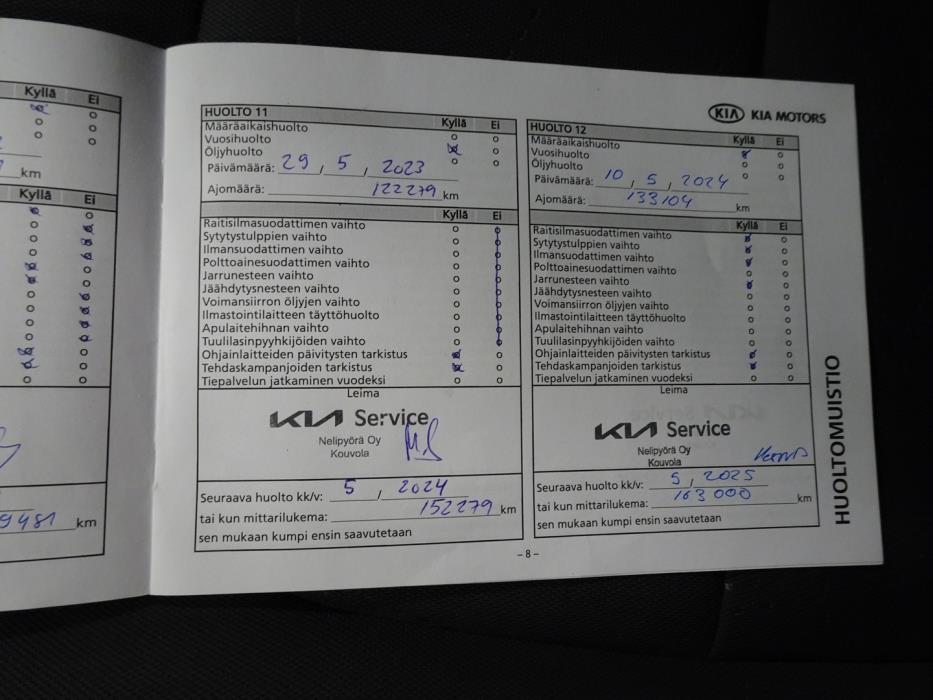 Kyllä Ei
km
Kyllä Ei
9481 km
HUOLTO 11 Kyllä Ei
Määräaikaishuolto
Vuosihuolto
Öljyhuolto
Päivämäärä: 29, 5, 2023
Ajomäärä: 122279 km
Kyllä Ei
Raitisilmasuodattimen vaihto
Sytytystulppien vaihto
Ilmansuodattimen vaihto
Polttoainesuodattimen vaihto
Jarrunesteen vaihto
Jäähdytysnesteen vaihto
Voimansiirron öljyjen vaihto
Ilmastointilaitteen täyttöhuolto
Apulaitehihnan vaihto
Tuulilasinpyyhkijöiden vaihto
Ohjainlaitteiden päivitysten tarkistus
Tehdaskampanjoiden tarkistus
Tiepalvelun jatkaminen vuodeksi
Leima
KIA Service
Nelipyörä Oy
Kouvola
Seuraava huolto kk/v: 5, 2024
tai kun mittarilukema: 152279 km
sen mukaan kumpi ensin saavutetaan
KIA KIA MOTORS
HUOLTO 12 Kyllä Ei
Määräaikaishuolto
Vuosihuolto
Öljyhuolto
Päivämäärä: 10, 5, 2024
Ajomäärä: 133104 km
Kyllä Ei
Raitisilmasuodattimen vaihto
Sytytystulppien vaihto
Ilmansuodattimen vaihto
Polttoainesuodattimen vaihto
Jarrunesteen vaihto
Jäähdytysnesteen vaihto
Voimansiirron öljyjen vaihto
Ilmastointilaitteen täyttöhuolto
Apulaitehihnan vaihto
Tuulilasinpyyhkijöiden vaihto
Ohjainlaitteiden päivitysten tarkistus
Tehdaskampanjoiden tarkistus
Tiepalvelun jatkaminen vuodeksi
Leima
KIA Service
Nelipyörä Oy
Kouvola
Seuraava huolto kk/v: 5, 2025
tai kun mittarilukema: 163000 km
sen mukaan kumpi ensin saavutetaan
HUOLTOMUISTIO
– 8 –